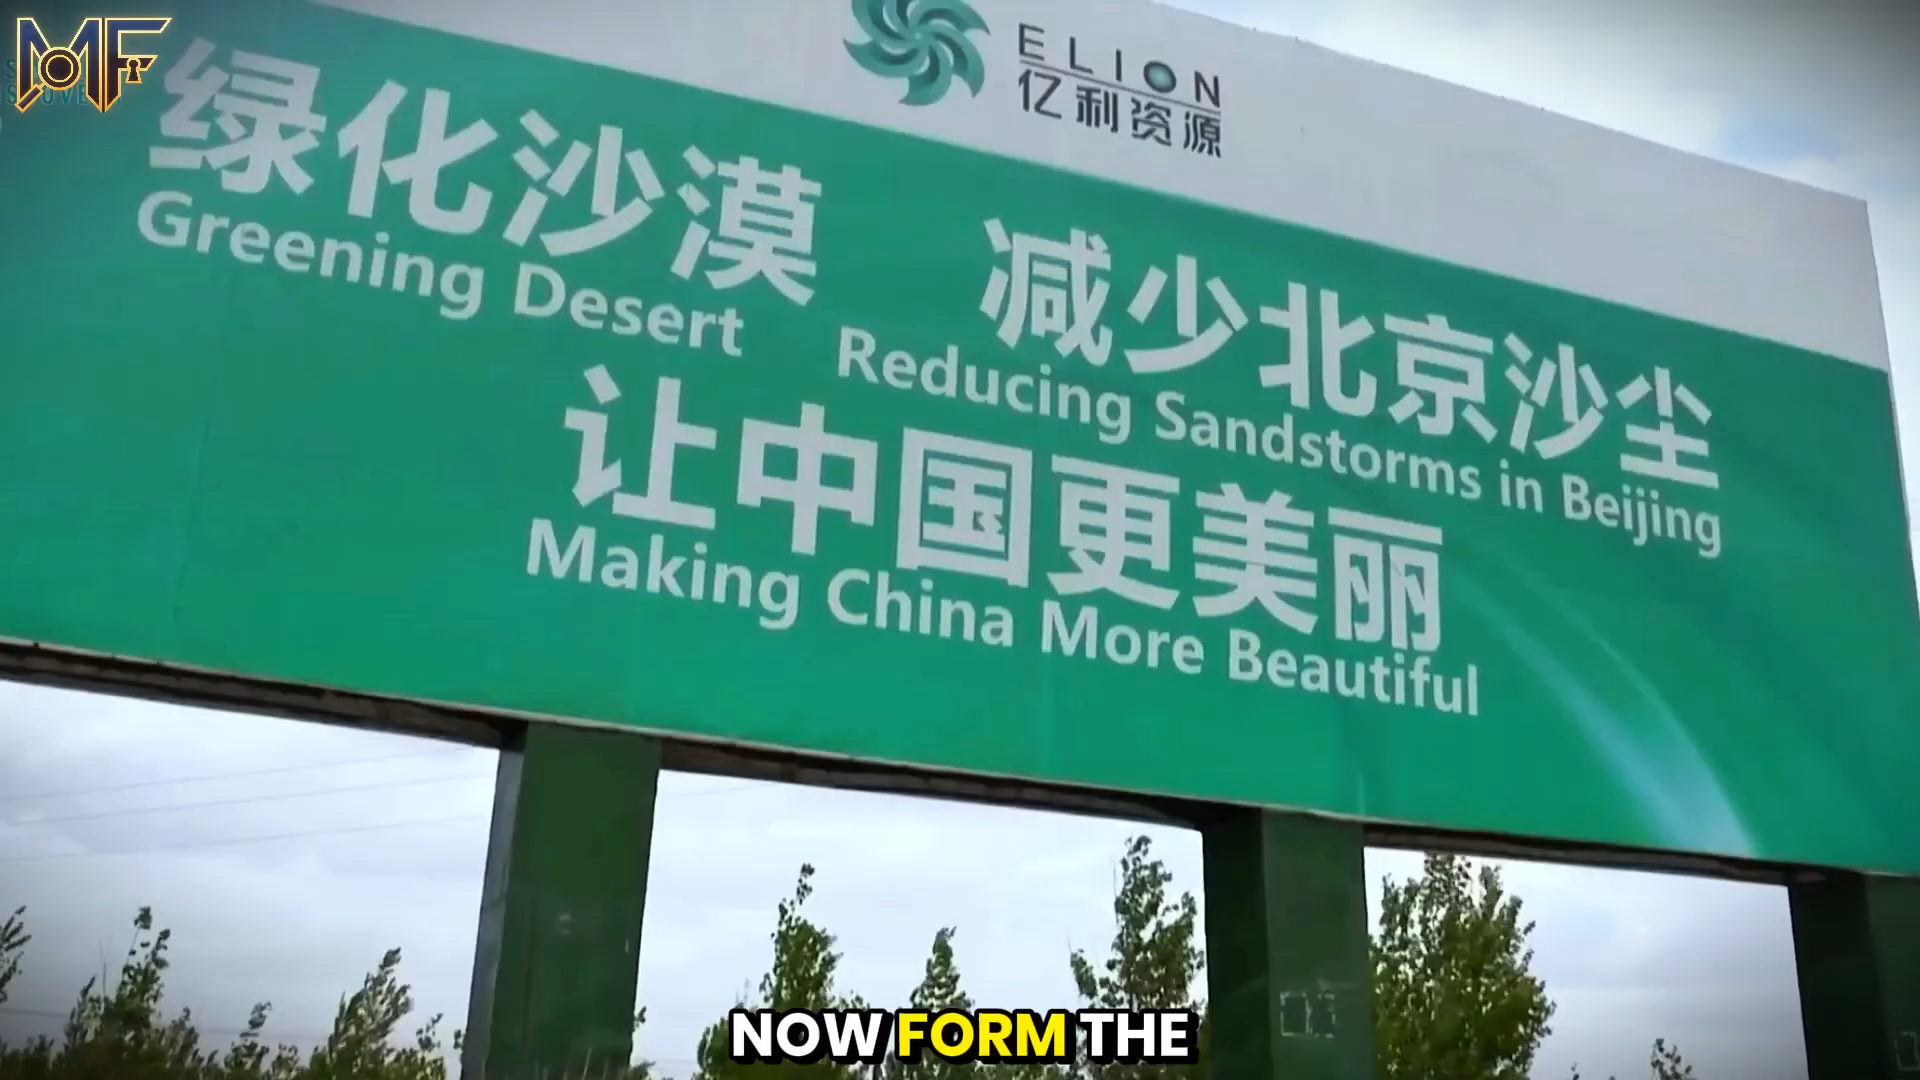 MF
ELION
亿利资源
绿化沙漠 减少北京沙尘
Greening Desert Reducing Sandstorms in Beijing
让中国更美丽
Making China More Beautiful
NOW FORM THE